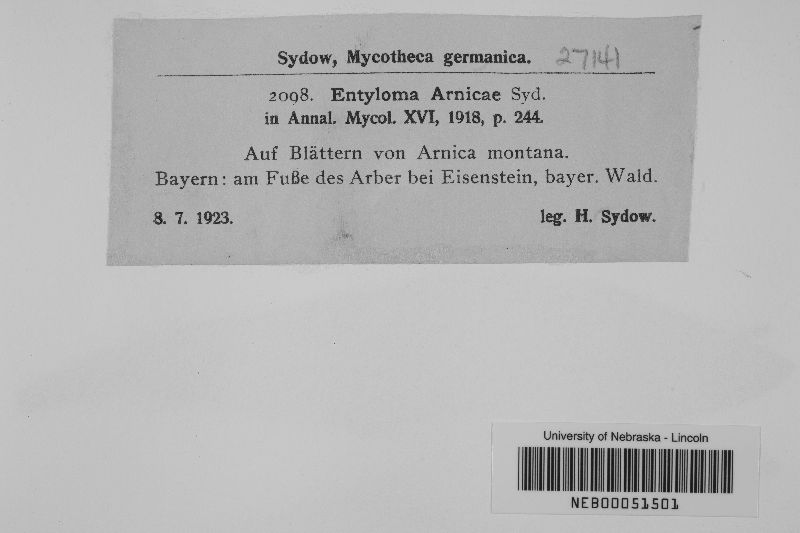 Sydow, Mycotheca germanica. 27141
2098. Entyloma Arnicae Syd.
in Annal. Mycol. XVI, 1918, p. 244.
Auf Blättern von Arnica montana.
Bayern: am Fuße des Arber bei Eisenstein, bayer. Wald.
8. 7. 1923. leg. H. Sydow.
University of Nebraska - Lincoln
NEB00051501